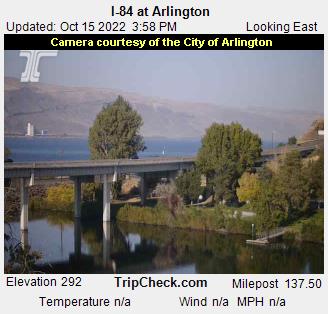 I-84 at Arlington
Updated: Oct 15 2022 3:58 PM Looking East
Camera courtesy of the City of Arlington
Elevation 292 TripCheck.com Milepost 137.50
Temperature n/a Wind n/a MPH n/a